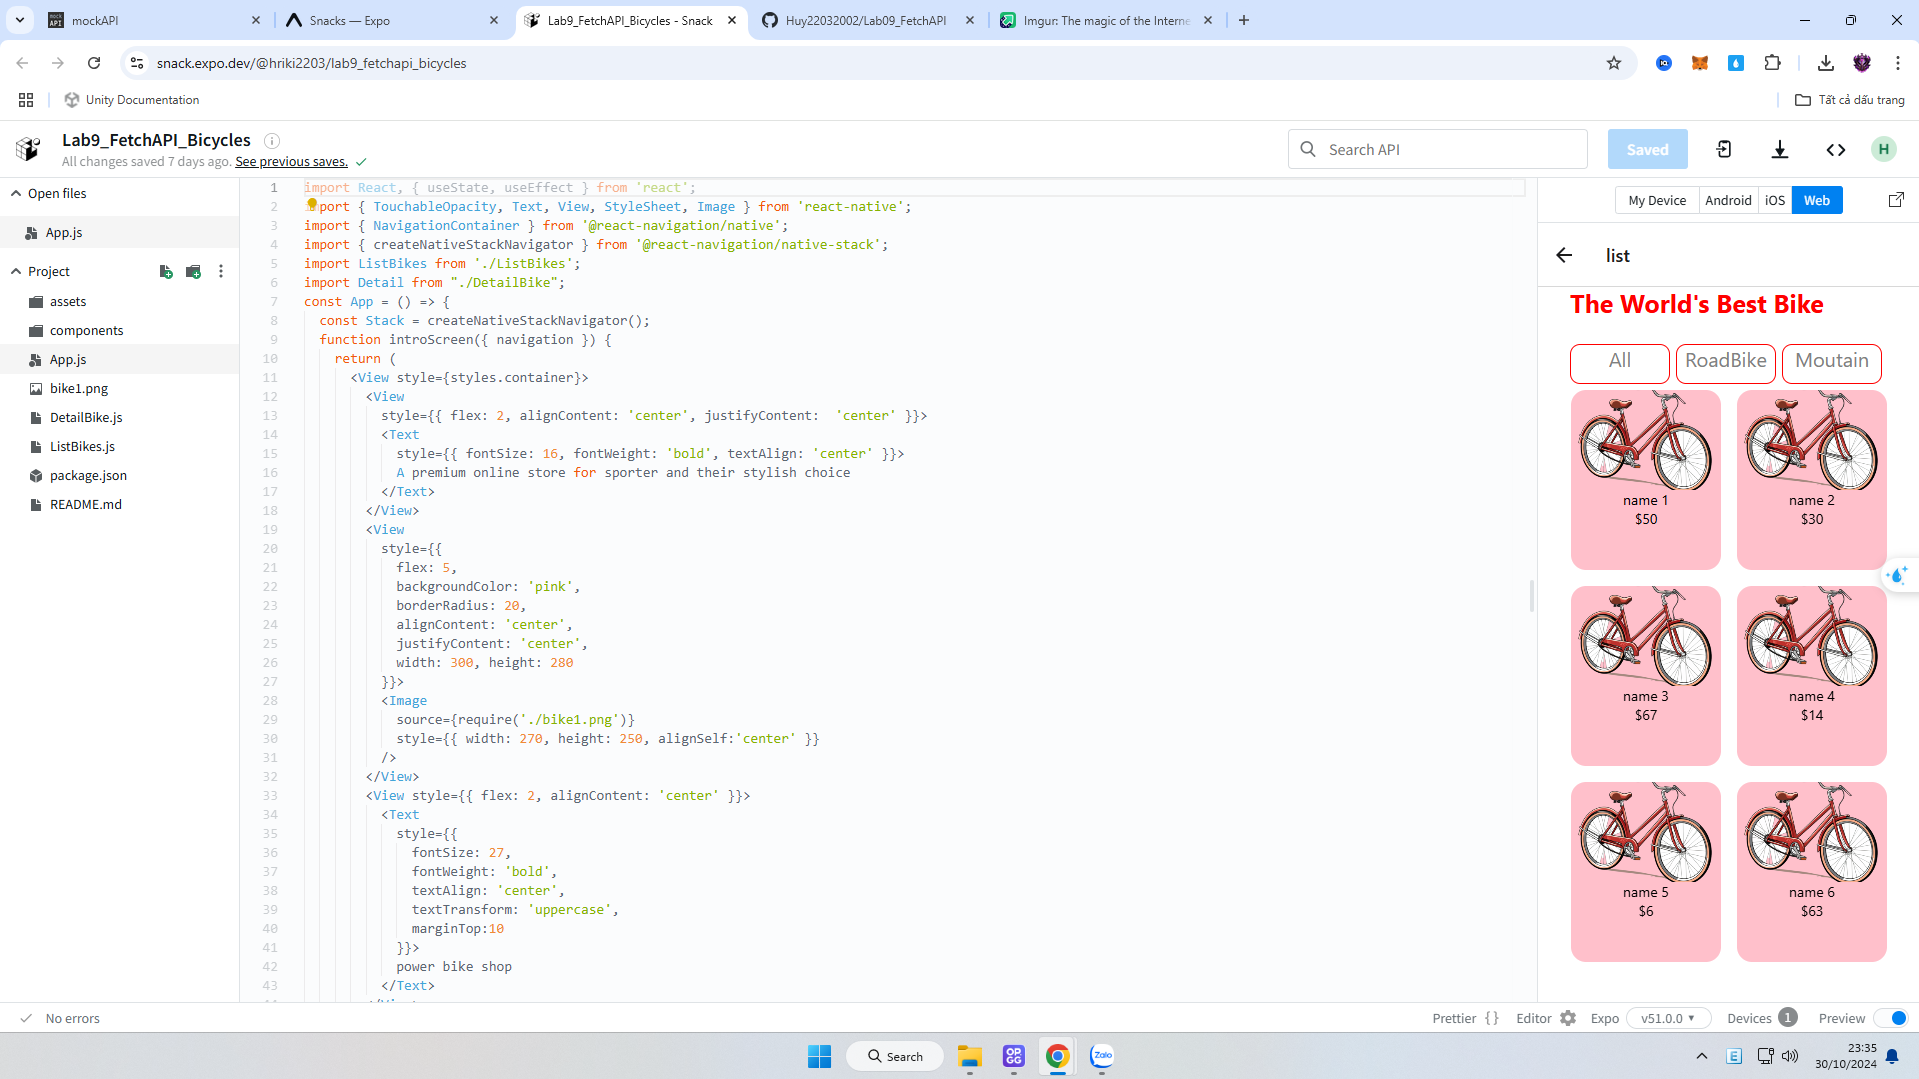 mockAPI
Snacks — Expo
Lab9_FetchAPI_Bicycles - Snack
Huy22032002/Lab09_FetchAPI
Imgur: The magic of the Interne
snack.expo.dev/@hriki2203/lab9_fetchapi_bicycles
Unity Documentation
Tất cả dấu trang
Lab9_FetchAPI_Bicycles
All changes saved 7 days ago. See previous saves.
Search API
Saved
H
Open files
App.js
Project
assets
components
App.js
bike1.png
DetailBike.js
ListBikes.js
package.json
README.md
1 import React, { useState, useEffect } from 'react';
2 import { TouchableOpacity, Text, View, StyleSheet, Image } from 'react-native';
3 import { NavigationContainer } from '@react-navigation/native';
4 import { createNativeStackNavigator } from '@react-navigation/native-stack';
5 import ListBikes from './ListBikes';
6 import Detail from "./DetailBike";
7 const App = () => {
8 const Stack = createNativeStackNavigator();
9 function introScreen({ navigation }) {
10 return (
11 <View style={styles.container}>
12 <View
13 style={{ flex: 2, alignContent: 'center', justifyContent:  'center' }}>
14 <Text
15 style={{ fontSize: 16, fontWeight: 'bold', textAlign: 'center' }}>
16 A premium online store for sporter and their stylish choice
17 </Text>
18 </View>
19 <View
20 style={{
21 flex: 5,
22 backgroundColor: 'pink',
23 borderRadius: 20,
24 alignContent: 'center',
25 justifyContent: 'center',
26 width: 300, height: 280
27 }}>
28 <Image
29 source={require('./bike1.png')}
30 style={{ width: 270, height: 250, alignSelf:'center' }}
31 />
32 </View>
33 <View style={{ flex: 2, alignContent: 'center' }}>
34 <Text
35 style={{
36 fontSize: 27,
37 fontWeight: 'bold',
38 textAlign: 'center',
39 textTransform: 'uppercase',
40 marginTop:10
41 }}>
42 power bike shop
43 </Text>
My Device
Android
iOS
Web
list
The World's Best Bike
All
RoadBike
Moutain
name 1
$50
name 2
$30
name 3
$67
name 4
$14
name 5
$6
name 6
$63
No errors
Prettier {}
Editor
Expo
v51.0.0
Devices 1
Preview
Search
OP
GG
Zalo
E
23:35
30/10/2024